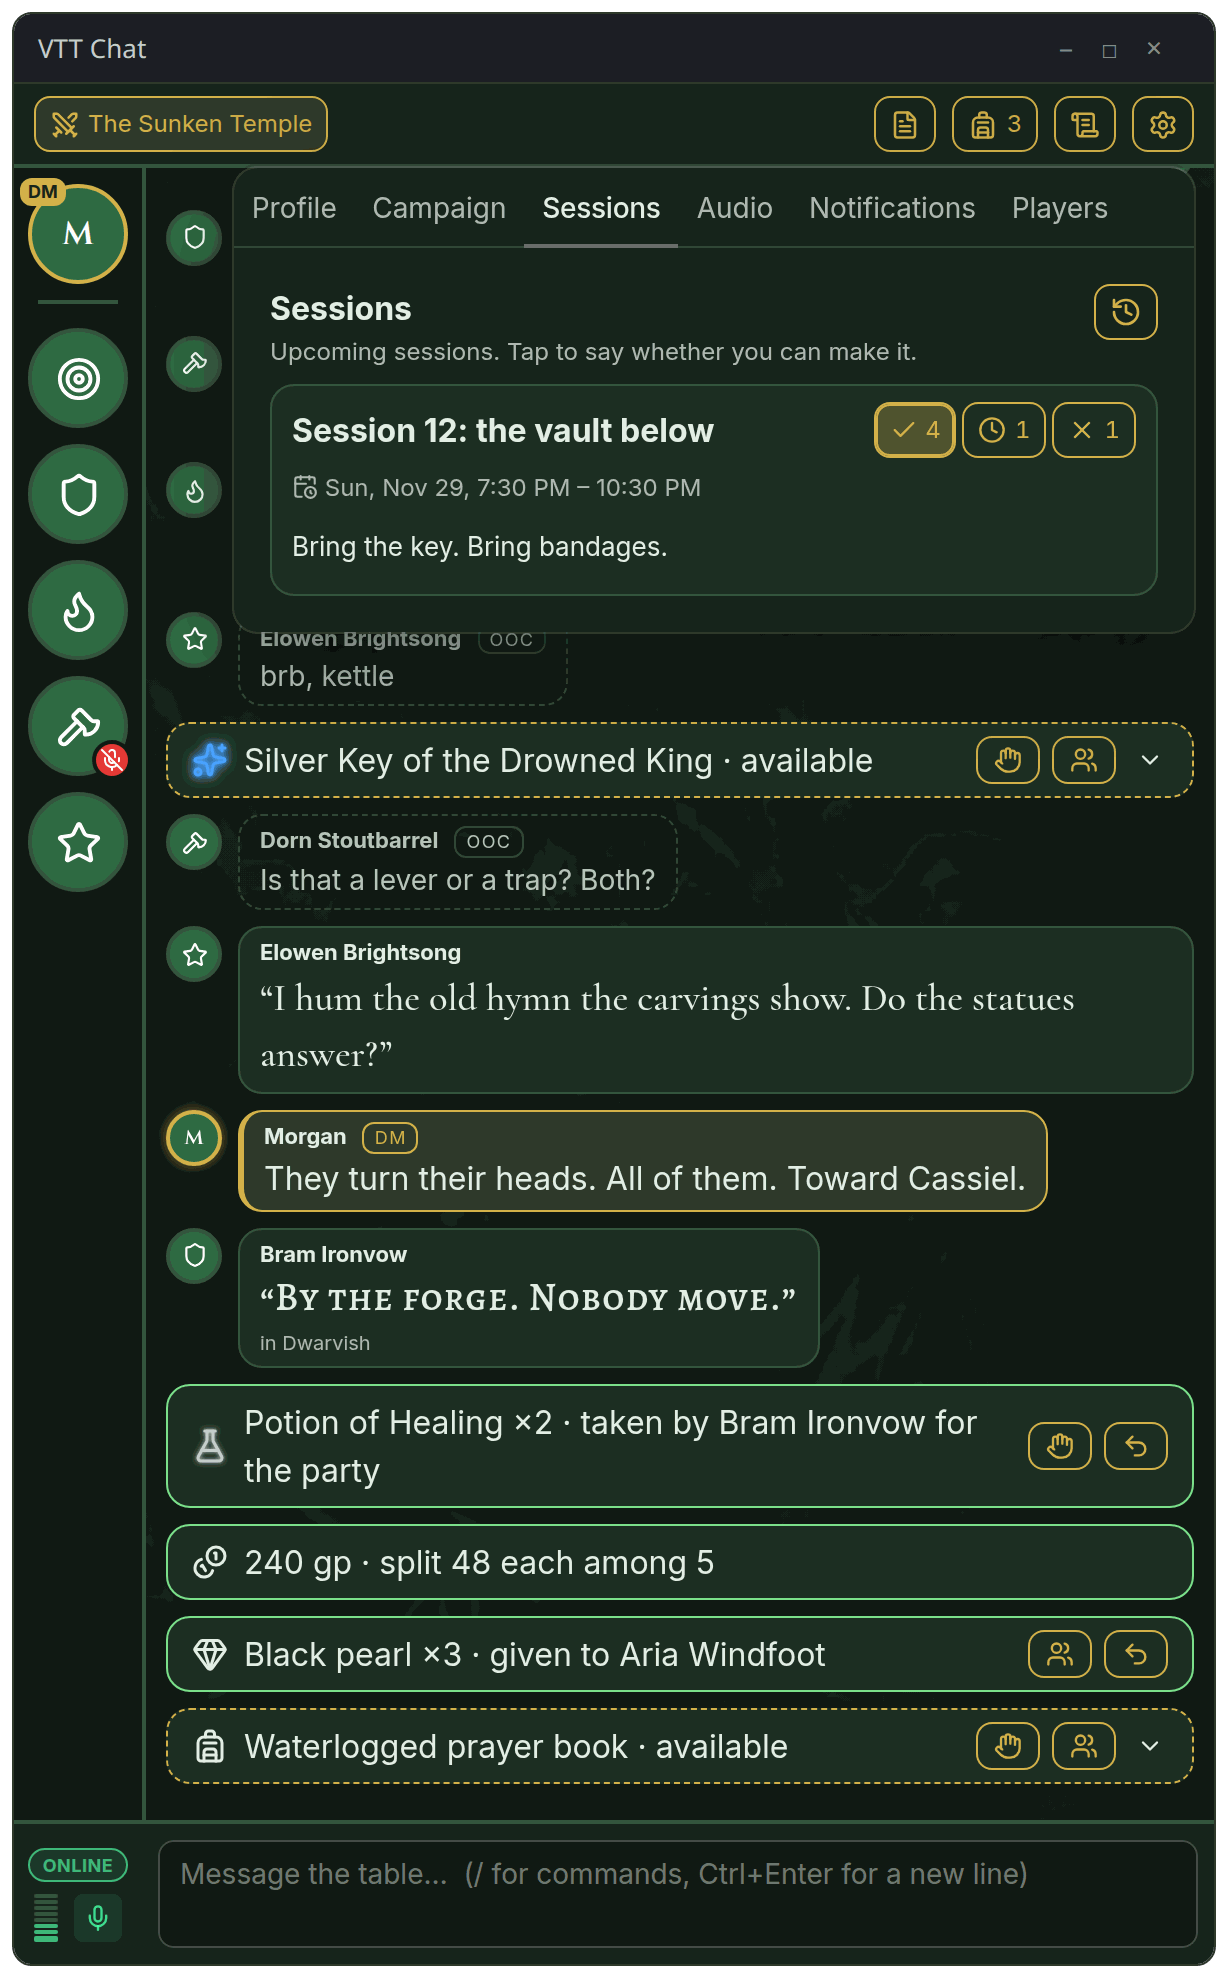 VTT Chat
The Sunken Temple
3
DM
M
Profile Campaign Sessions Audio Notifications Players
Sessions
Upcoming sessions. Tap to say whether you can make it.
Session 12: the vault below
4 1 1
Sun, Nov 29, 7:30 PM – 10:30 PM
Bring the key. Bring bandages.
Elowen Brightsong OOC
brb, kettle
Silver Key of the Drowned King · available
Dorn Stoutbarrel OOC
Is that a lever or a trap? Both?
Elowen Brightsong
“I hum the old hymn the carvings show. Do the statues
answer?”
M
Morgan DM
They turn their heads. All of them. Toward Cassiel.
Bram Ironvow
“By the forge. Nobody move.”
in Dwarvish
Potion of Healing ×2 · taken by Bram Ironvow for
the party
240 gp · split 48 each among 5
Black pearl ×3 · given to Aria Windfoot
Waterlogged prayer book · available
ONLINE
Message the table... (/ for commands, Ctrl+Enter for a new line)